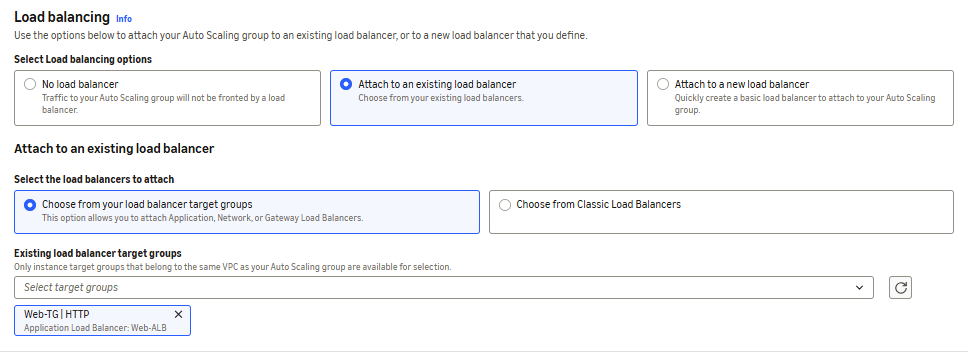 Load balancing Info
Use the options below to attach your Auto Scaling group to an existing load balancer, or to a new load balancer that you define.
Select Load balancing options
No load balancer
Traffic to your Auto Scaling group will not be fronted by a load
balancer.
Attach to an existing load balancer
Choose from your existing load balancers.
Attach to a new load balancer
Quickly create a basic load balancer to attach to your Auto Scaling
group.
Attach to an existing load balancer
Select the load balancers to attach
Choose from your load balancer target groups
This option allows you to attach Application, Network, or Gateway Load Balancers.
Choose from Classic Load Balancers
Existing load balancer target groups
Only instance target groups that belong to the same VPC as your Auto Scaling group are available for selection.
Select target groups
Web-TG | HTTP
Application Load Balancer: Web-ALB